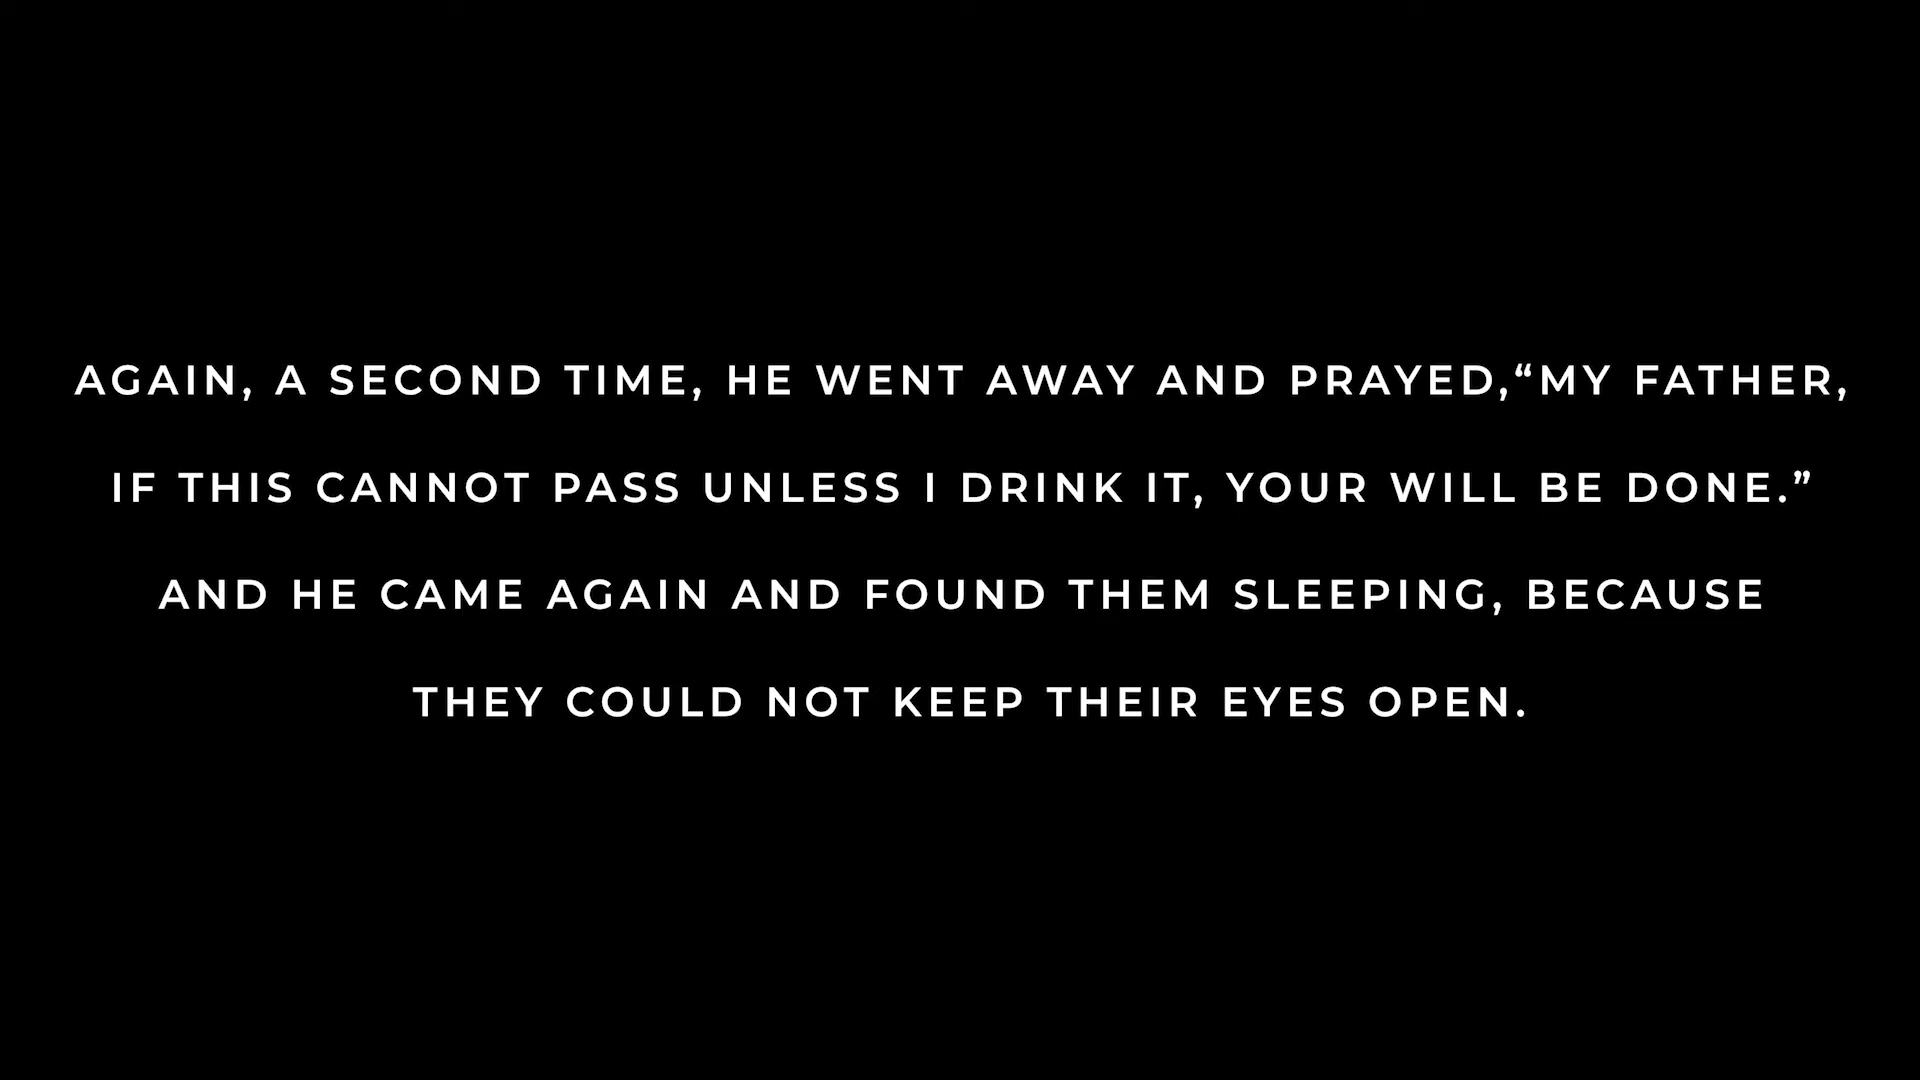 AGAIN, A SECOND TIME, HE WENT AWAY AND PRAYED,“MY FATHER,
IF THIS CANNOT PASS UNLESS I DRINK IT, YOUR WILL BE DONE.”
AND HE CAME AGAIN AND FOUND THEM SLEEPING, BECAUSE
THEY COULD NOT KEEP THEIR EYES OPEN.